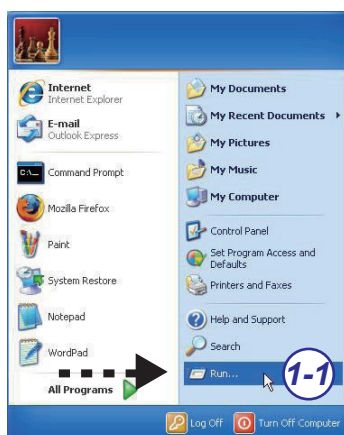 Internet
Internet Explorer
E-mail
Outlook Express
C:\_
Command Prompt
Mozilla Firefox
Paint
System Restore
Notepad
WordPad
All Programs
My Documents
My Recent Documents
My Pictures
My Music
My Computer
Control Panel
Set Program Access and
Defaults
Printers and Faxes
Help and Support
Search
Run...
1-1
Log Off
Turn Off Computer